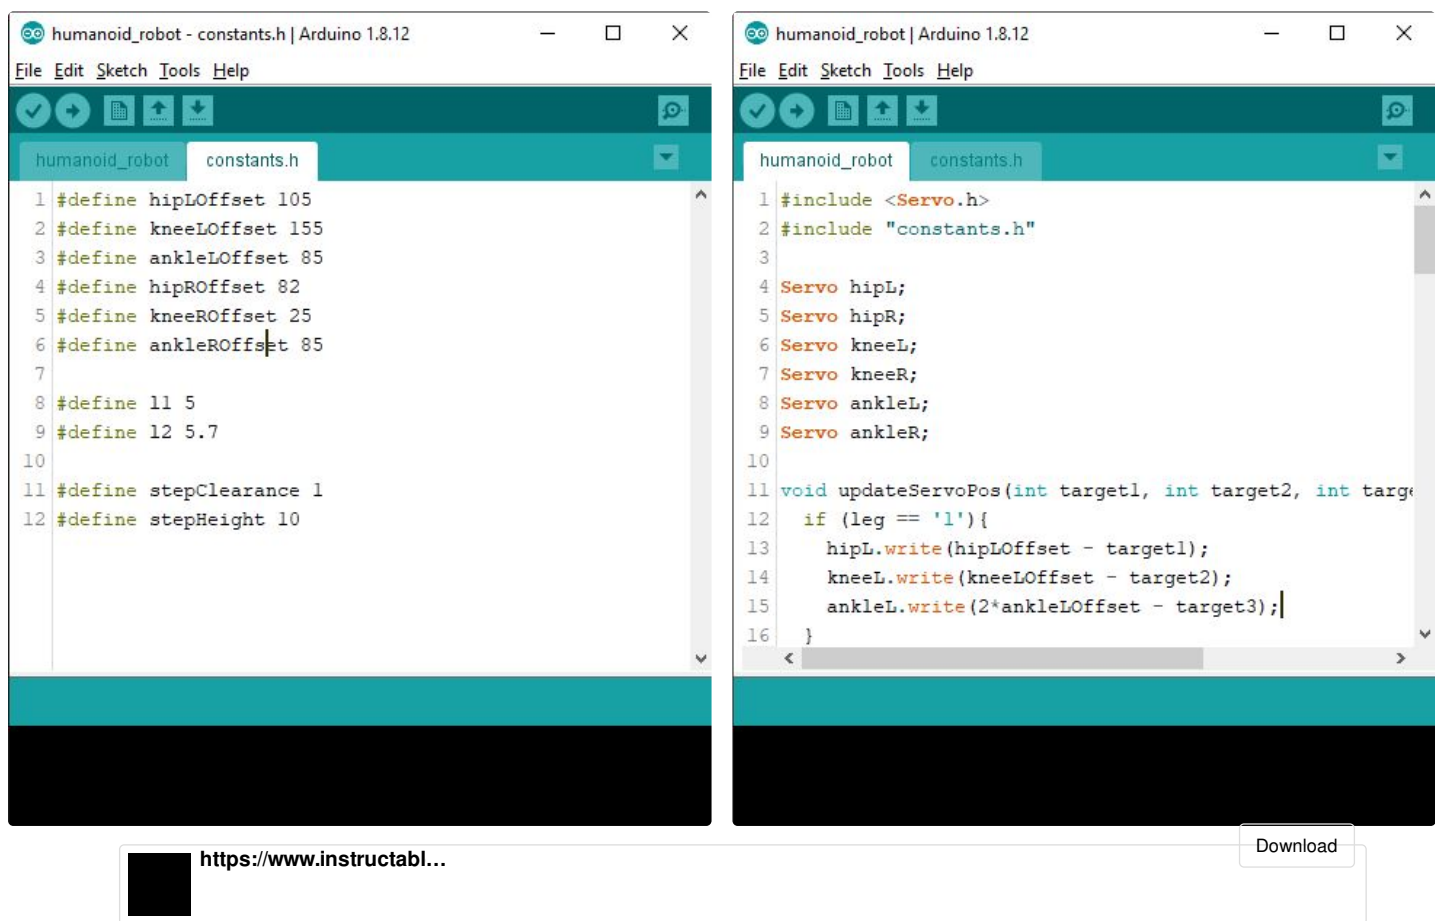 humanoid_robot - constants.h | Arduino 1.8.12
File Edit Sketch Tools Help
humanoid_robot constants.h
1 #define hipLOffset 105
2 #define kneeLOffset 155
3 #define ankleLOffset 85
4 #define hipROffset 82
5 #define kneeROffset 25
6 #define ankleROffset 85
7
8 #define l1 5
9 #define l2 5.7
10
11 #define stepClearance 1
12 #define stepHeight 10
humanoid_robot | Arduino 1.8.12
File Edit Sketch Tools Help
humanoid_robot constants.h
1 #include <Servo.h>
2 #include "constants.h"
3
4 Servo hipL;
5 Servo hipR;
6 Servo kneeL;
7 Servo kneeR;
8 Servo ankleL;
9 Servo ankleR;
10
11 void updateServoPos(int target1, int target2, int targe
12 if (leg == 'l'){
13 hipL.write(hipLOffset - target1);
14 kneeL.write(kneeLOffset - target2);
15 ankleL.write(2*ankleLOffset - target3);
16 }
https://www.instructabl…
Download